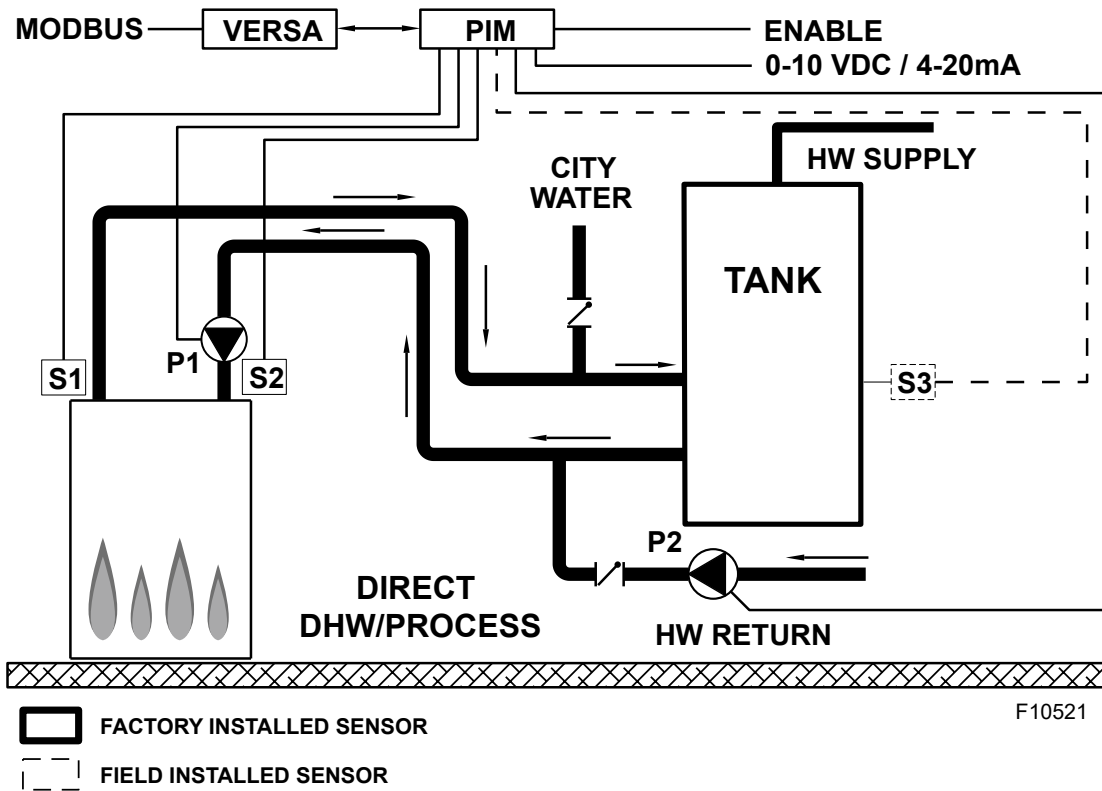 MODBUS VERSA PIM ENABLE
0-10 VDC / 4-20mA
HW SUPPLY
CITY
WATER
TANK
S1 P1 S2 S3
P2
DIRECT
DHW/PROCESS
HW RETURN
F10521
FACTORY INSTALLED SENSOR
FIELD INSTALLED SENSOR